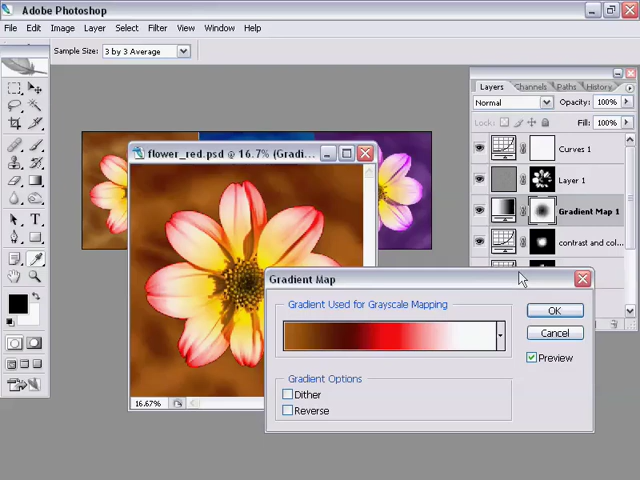 Adobe Photoshop
File Edit Image Layer Select Filter View Window Help
Sample Size: 3 by 3 Average
Layers Channels Paths History
Normal Opacity: 100%
Lock: Fill: 100%
flower_red.psd @ 16.7% (Gradi...
Curves 1
Layer 1
Gradient Map 1
contrast and col...
Gradient Map
Gradient Used for Grayscale Mapping
OK
Cancel
Preview
Gradient Options
Dither
Reverse
16.67%